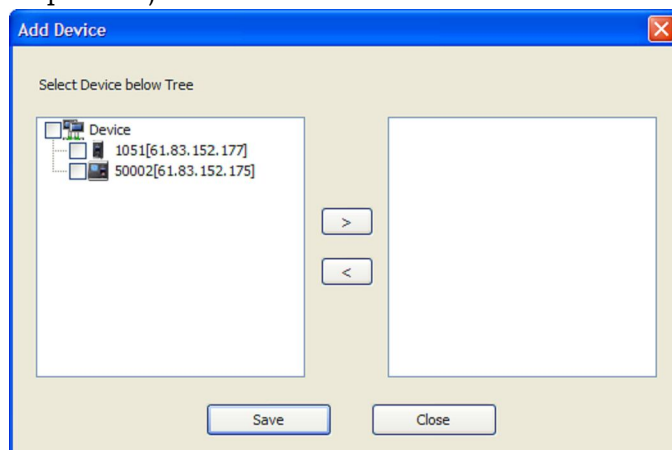 Add Device
Select Device below Tree
Device
1051[61.83.152.177]
50002[61.83.152.175]
>
<
Save
Close